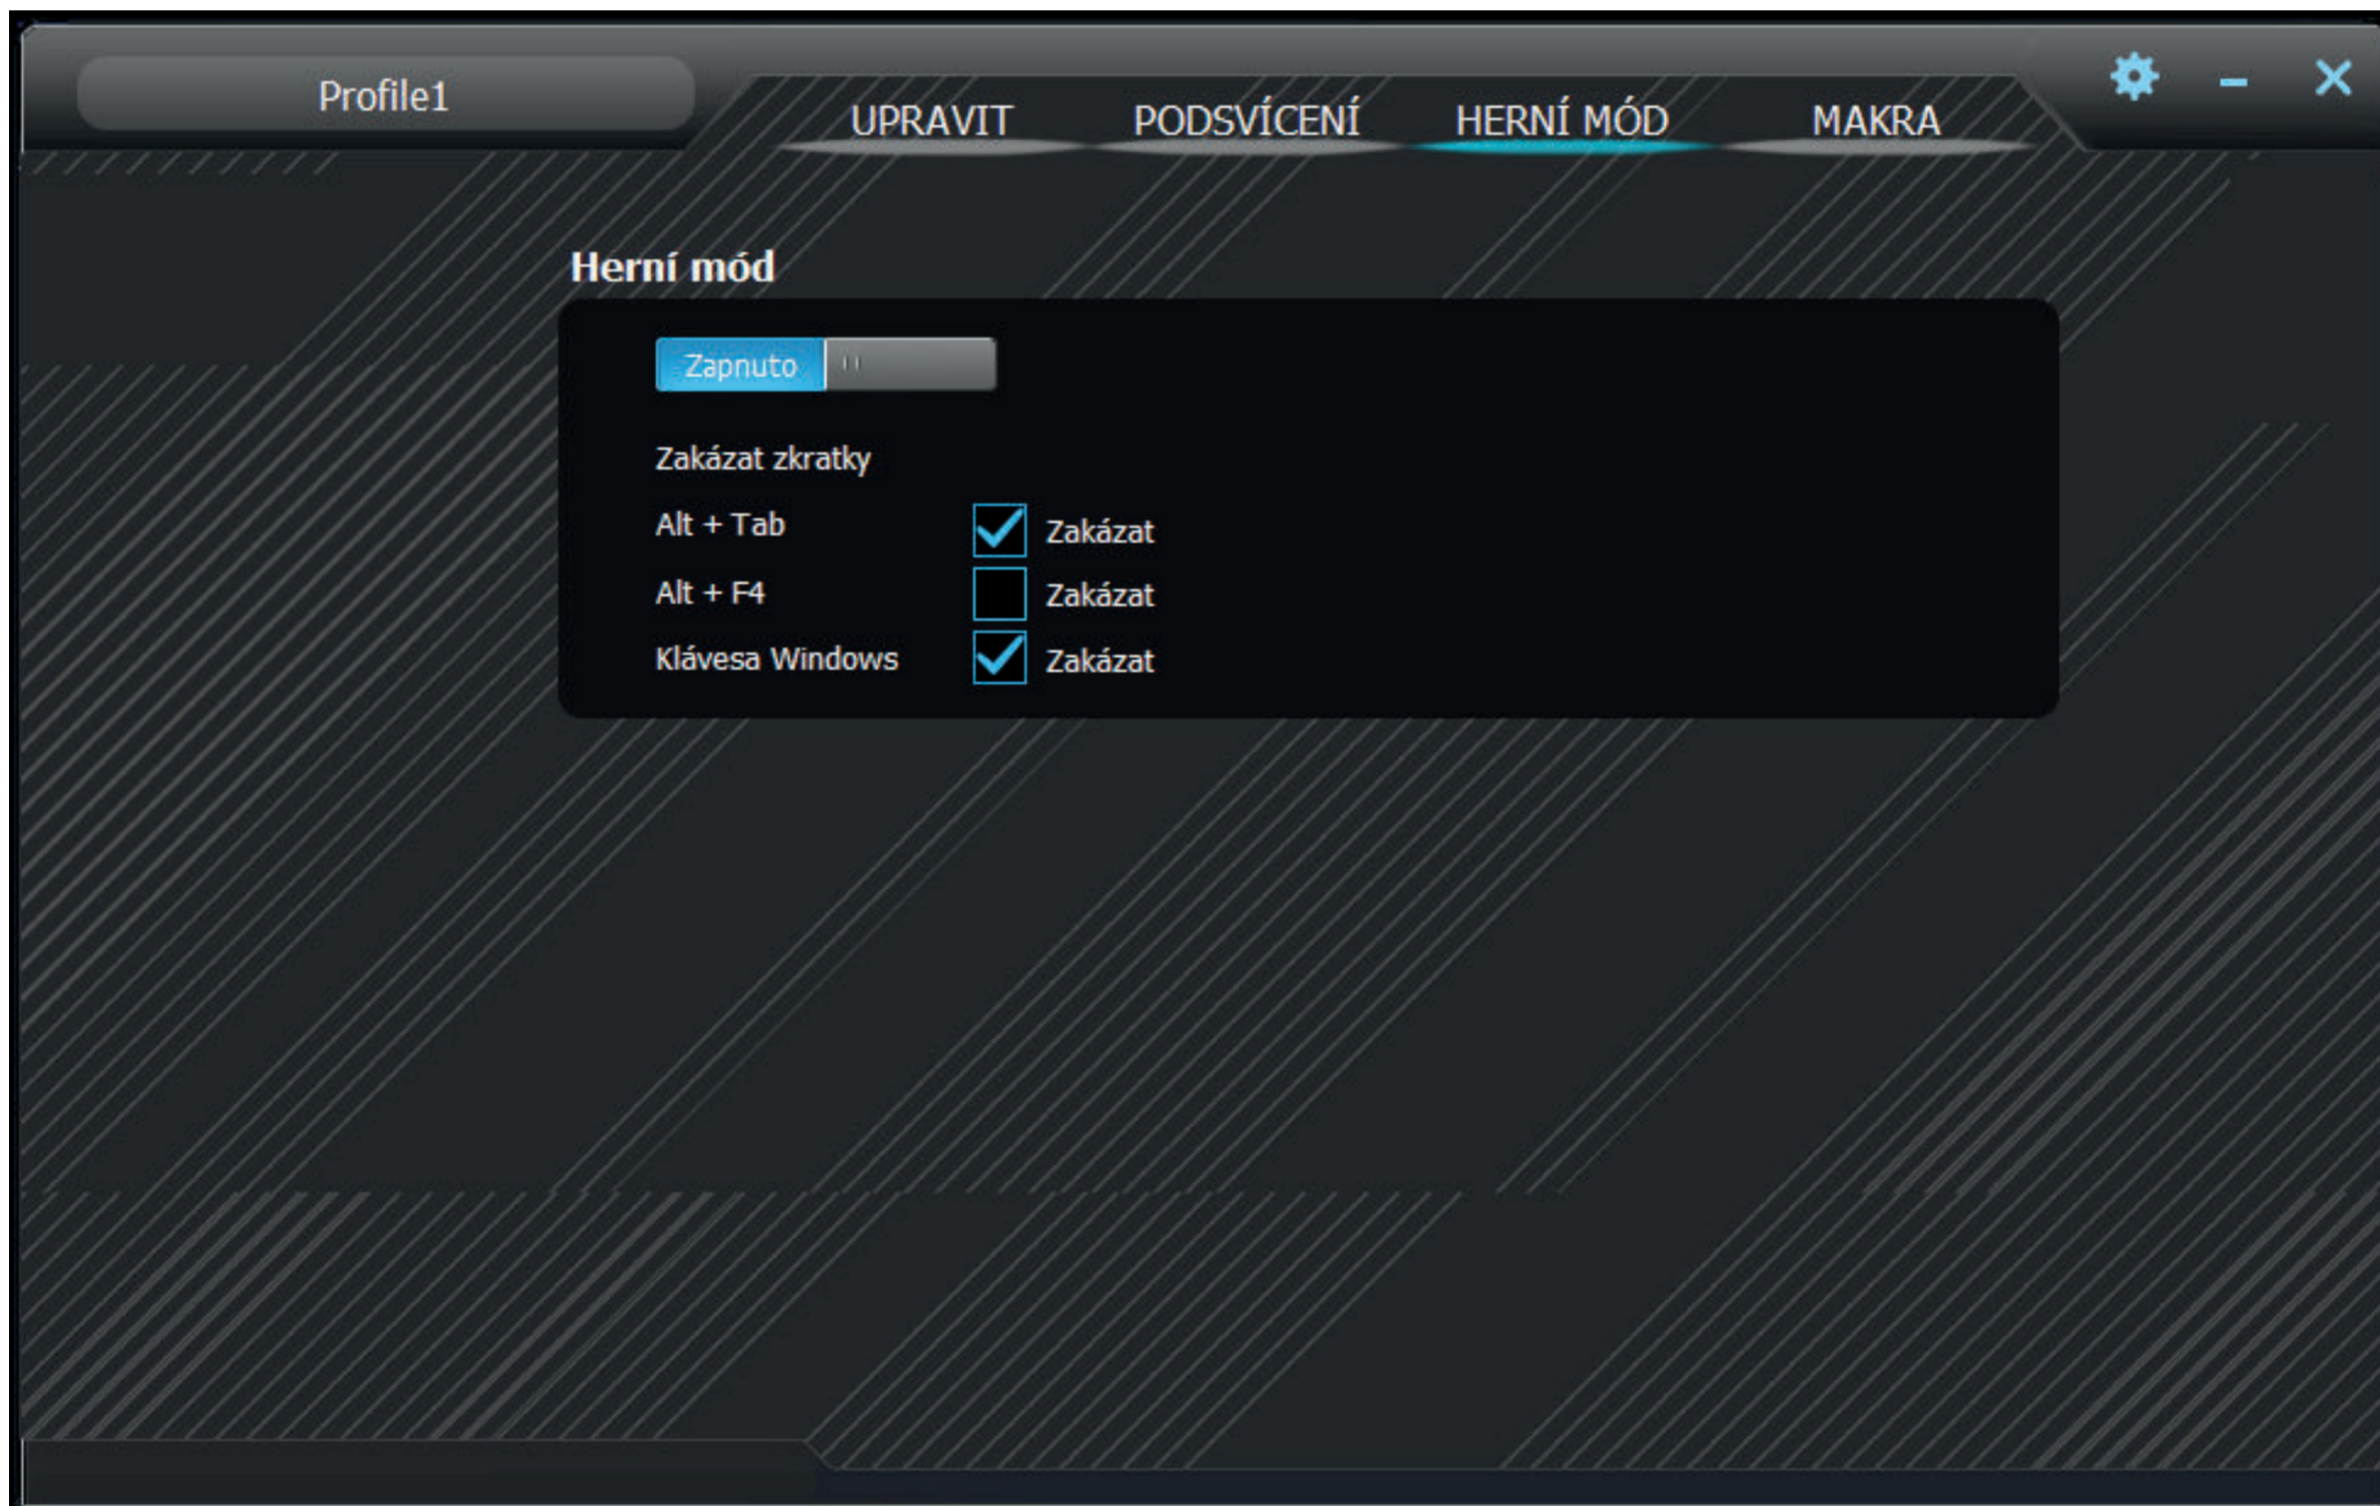 Profile1
UPRAVIT PODSVÍCENÍ HERNÍ MÓD MAKRA
Herní mód
Zapnuto
Zakázat zkratky
Alt + Tab Zakázat
Alt + F4 Zakázat
Klávesa Windows Zakázat